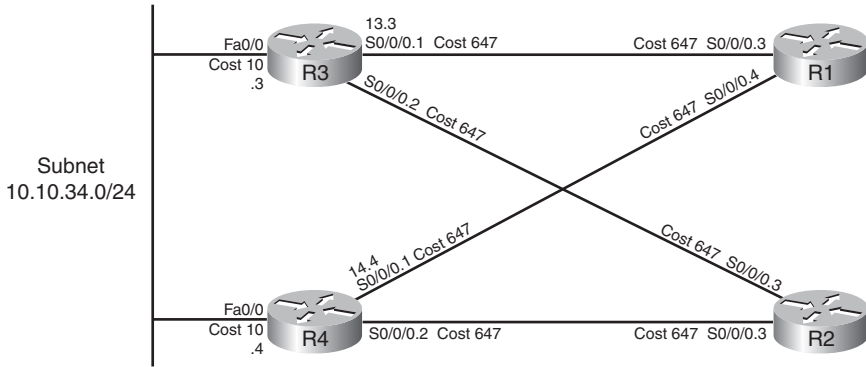 13.3
Fa0/0
S0/0/0.1 Cost 647
Cost 647 S0/0/0.3
Cost 10
R3
R1
.3
S0/0/0.2 Cost 647
Cost 647 S0/0/0.4
Subnet
10.10.34.0/24
14.4
S0/0/0.1 Cost 647
Cost 647 S0/0/0.3
Fa0/0
Cost 10
R4
R2
.4
S0/0/0.2 Cost 647
Cost 647 S0/0/0.3